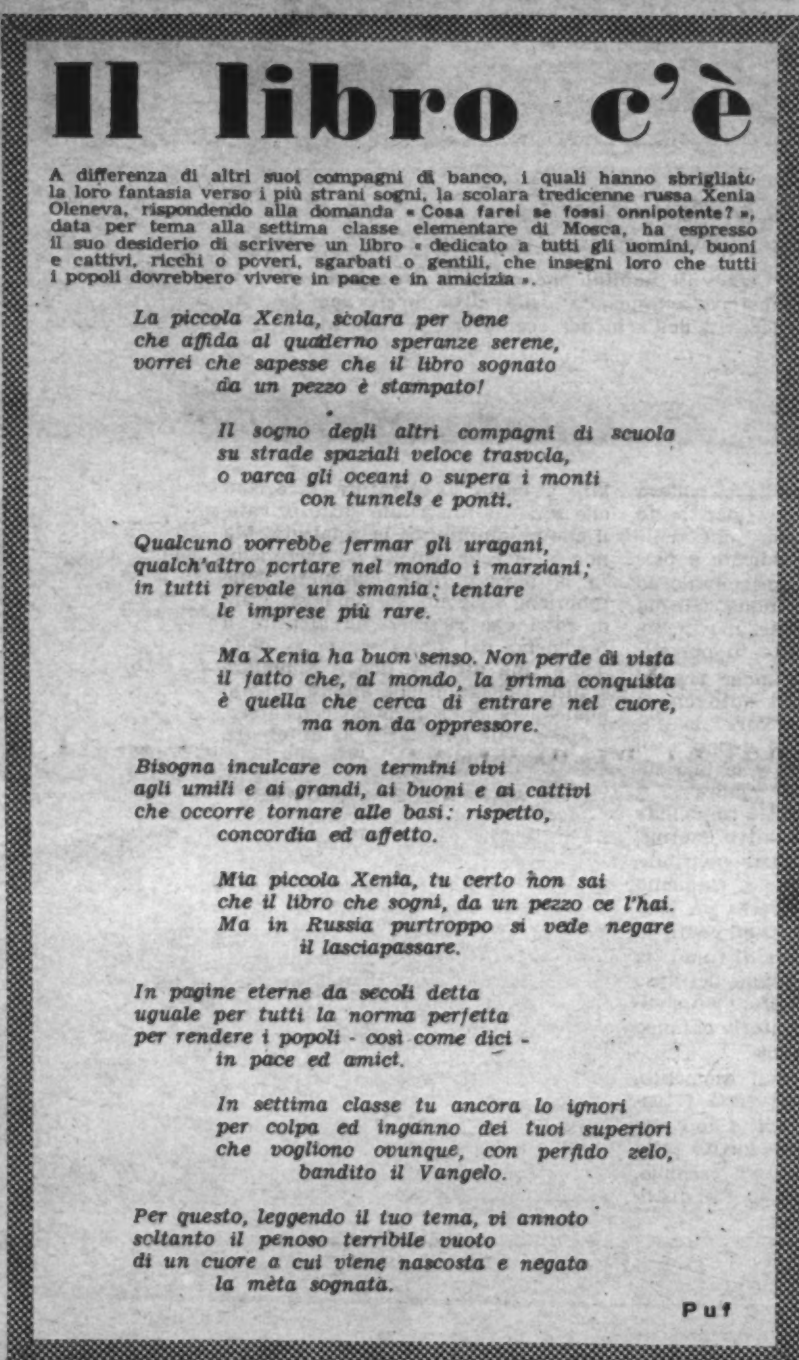 Il libro c'è
A differenza di altri suoi compagni di banco, i quali hanno sbrigliato
la loro fantasia verso i più strani sogni, la scolara tredicenne russa Xenia
Oleneva, rispondendo alla domanda « Cosa farei se fossi onnipotente? »,
data per tema alla settima classe elementare di Mosca, ha espresso
il suo desiderio di scrivere un libro « dedicato a tutti gli uomini, buoni
e cattivi, ricchi o poveri, sgarbati o gentili, che insegni loro che tutti
i popoli dovrebbero vivere in pace e in amicizia ».
La piccola Xenia, scolara per bene
che affida al quaderno speranze serene,
vorrei che sapesse che il libro sognato
da un pezzo è stampato!
Il sogno degli altri compagni di scuola
su strade spaziali veloce trasvola,
o varca gli oceani o supera i monti
con tunnels e ponti.
Qualcuno vorrebbe fermar gli uragani,
qualch'altro portare nel mondo i marziani;
in tutti prevale una smania; tentare
le imprese più rare.
Ma Xenia ha buon senso. Non perde di vista
il fatto che, al mondo, la prima conquista
è quella che cerca di entrare nel cuore,
ma non da oppressore.
Bisogna inculcare con termini vivi
agli umili e ai grandi, ai buoni e ai cattivi
che occorre tornare alle basi: rispetto,
concordia ed affetto.
Mia piccola Xenia, tu certo non sai
che il libro che sogni, da un pezzo ce l'hai.
Ma in Russia purtroppo si vede negare
il lasciapassare.
In pagine eterne da secoli detta
uguale per tutti la norma perfetta
per rendere i popoli - così come dici -
in pace ed amici.
In settima classe tu ancora lo ignori
per colpa ed inganno dei tuoi superiori
che vogliono ovunque, con perfido zelo,
bandito il Vangelo.
Per questo, leggendo il tuo tema, vi annoto
soltanto il penoso terribile vuoto
di un cuore a cui viene nascosta e negata
la mèta sognata.
Puf